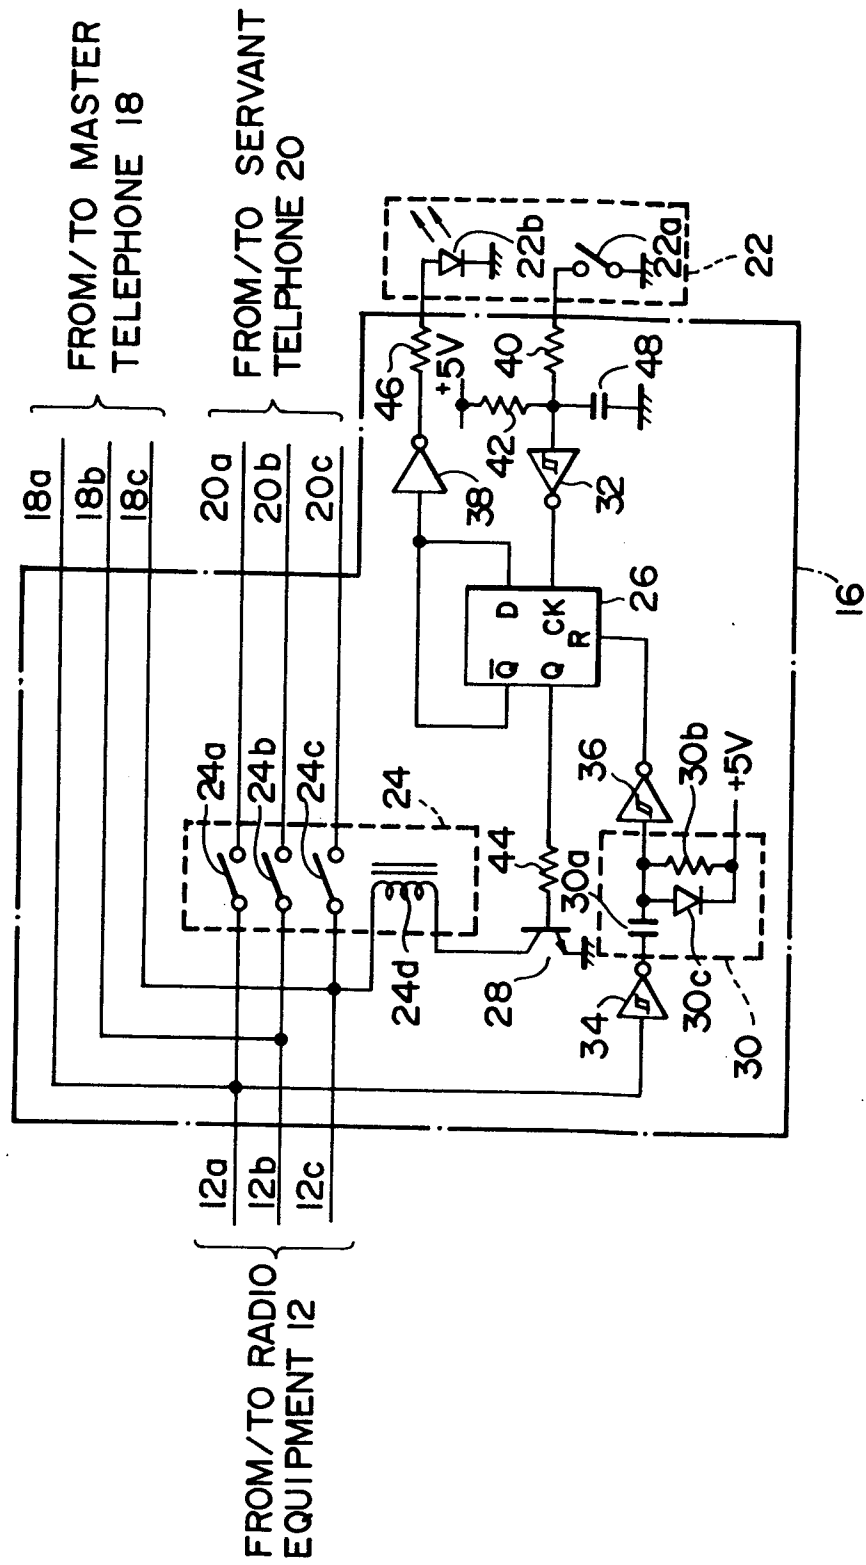 FROM/TO MASTER
TELEPHONE 18
18a
18b
18c
FROM/TO SERVANT
TELPHONE 20
20a
20b
20c
FROM/TO RADIO
EQUIPMENT 12
12a
12b
12c
24a
24b
24c
24
24d
28
44
Q̅
D
Q
CK
R
26
38
46
+5V
42
40
48
32
22b
22a
22
34
30a
30c
30
36
30b
+5V
16